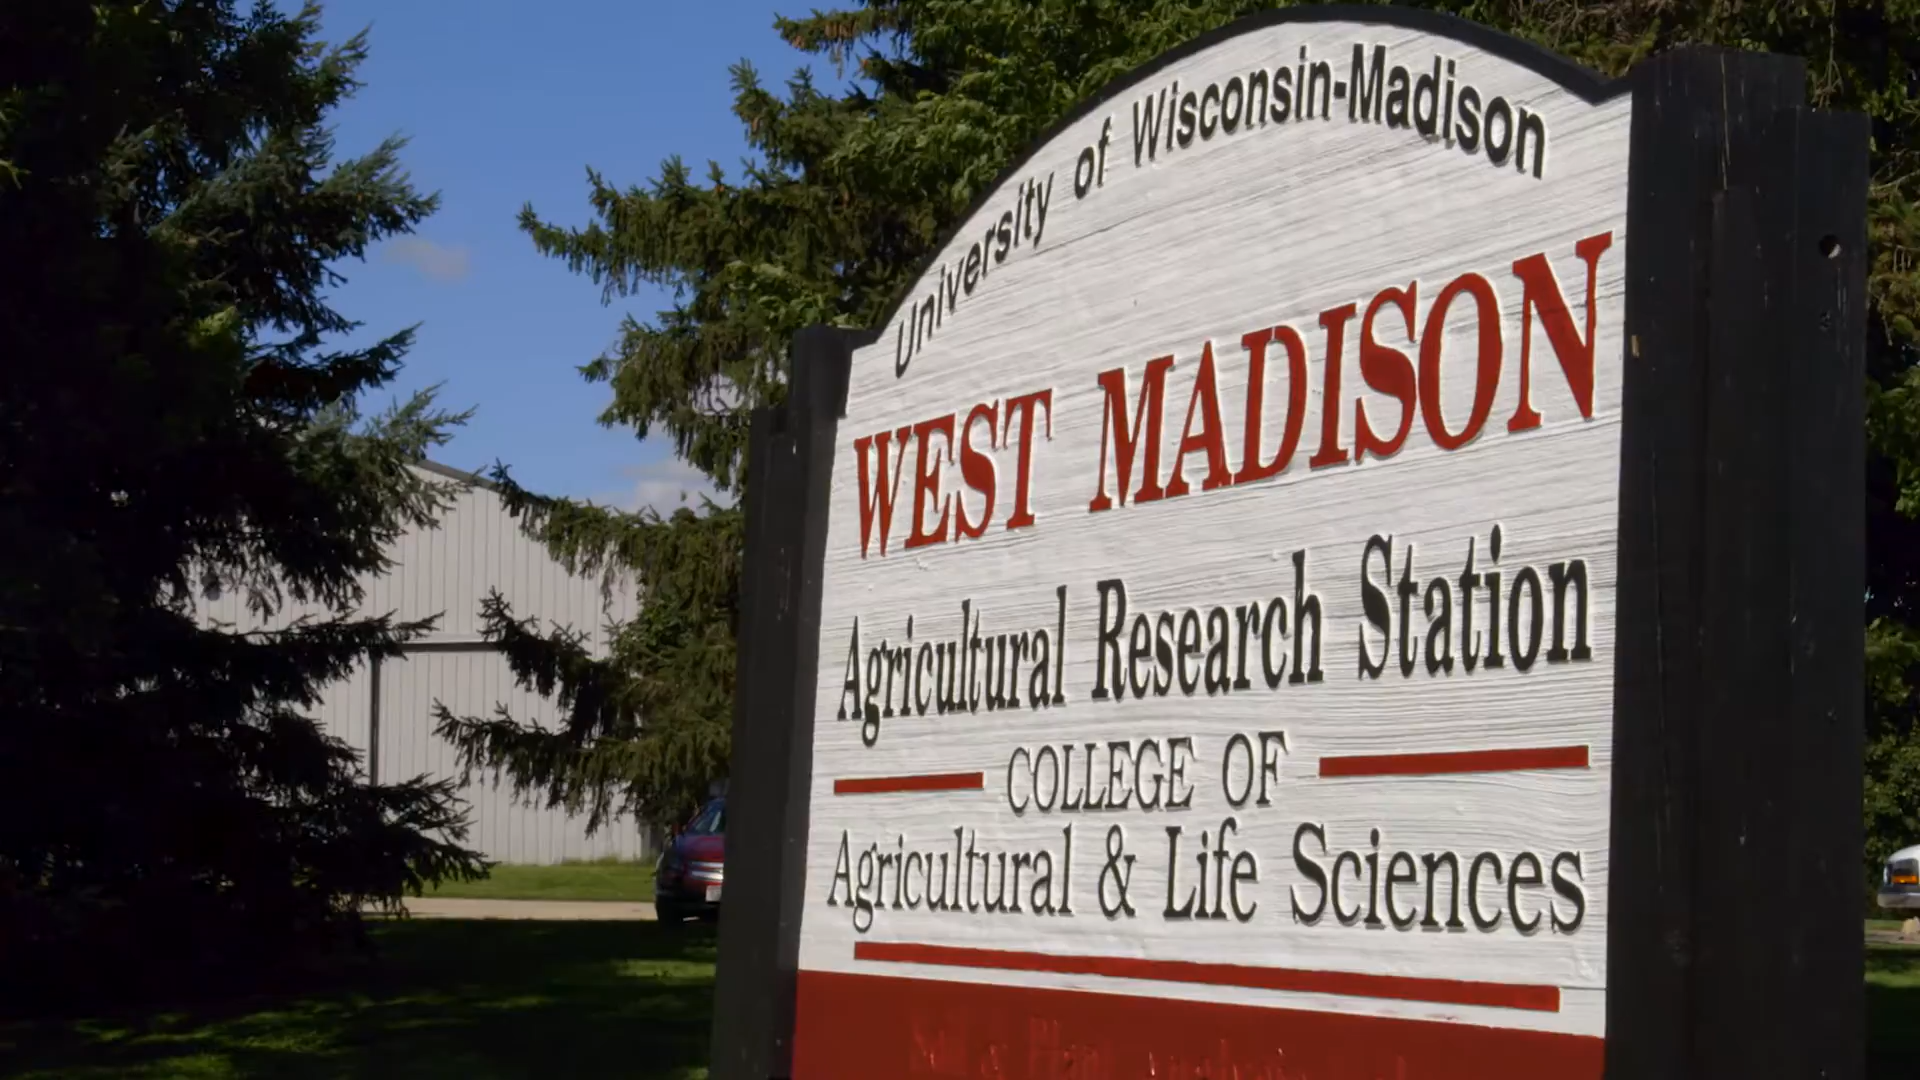 University of Wisconsin-Madison
WEST MADISON
Agricultural Research Station
COLLEGE OF
Agricultural & Life Sciences